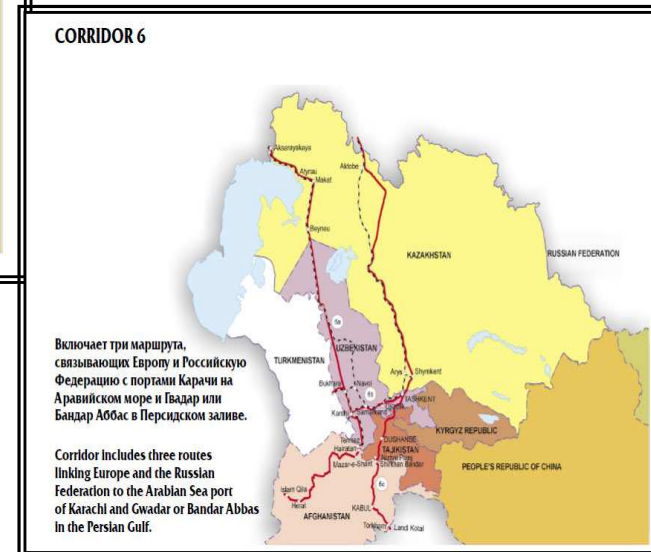 CORRIDOR 6
Aksarayskaya
Atyrau
Makat
Aktobe
Beyneu
KAZAKHSTAN
RUSSIAN FEDERATION
6a
UZBEKISTAN
TURKMENISTAN
Arys
Shymkent
Bukhara
Navoi
6b
TASHKENT
Karshi
Samarkand
KYRGYZ REPUBLIC
Termez
DUSHANBE
Hairatan
TAJIKISTAN
Nizhni Pianj
Mazar-e-Sharif
Shirkhan Bandar
PEOPLE'S REPUBLIC OF CHINA
Islam Qila
6c
Herat
KABUL
AFGHANISTAN
Torkham
Landi Kotal
Включает три маршрута,
связывающих Европу и Российскую
Федерацию с портами Карачи на
Аравийском море и Гвадар или
Бандар Аббас в Персидском заливе.
Corridor includes three routes
linking Europe and the Russian
Federation to the Arabian Sea port
of Karachi and Gwadar or Bandar Abbas
in the Persian Gulf.